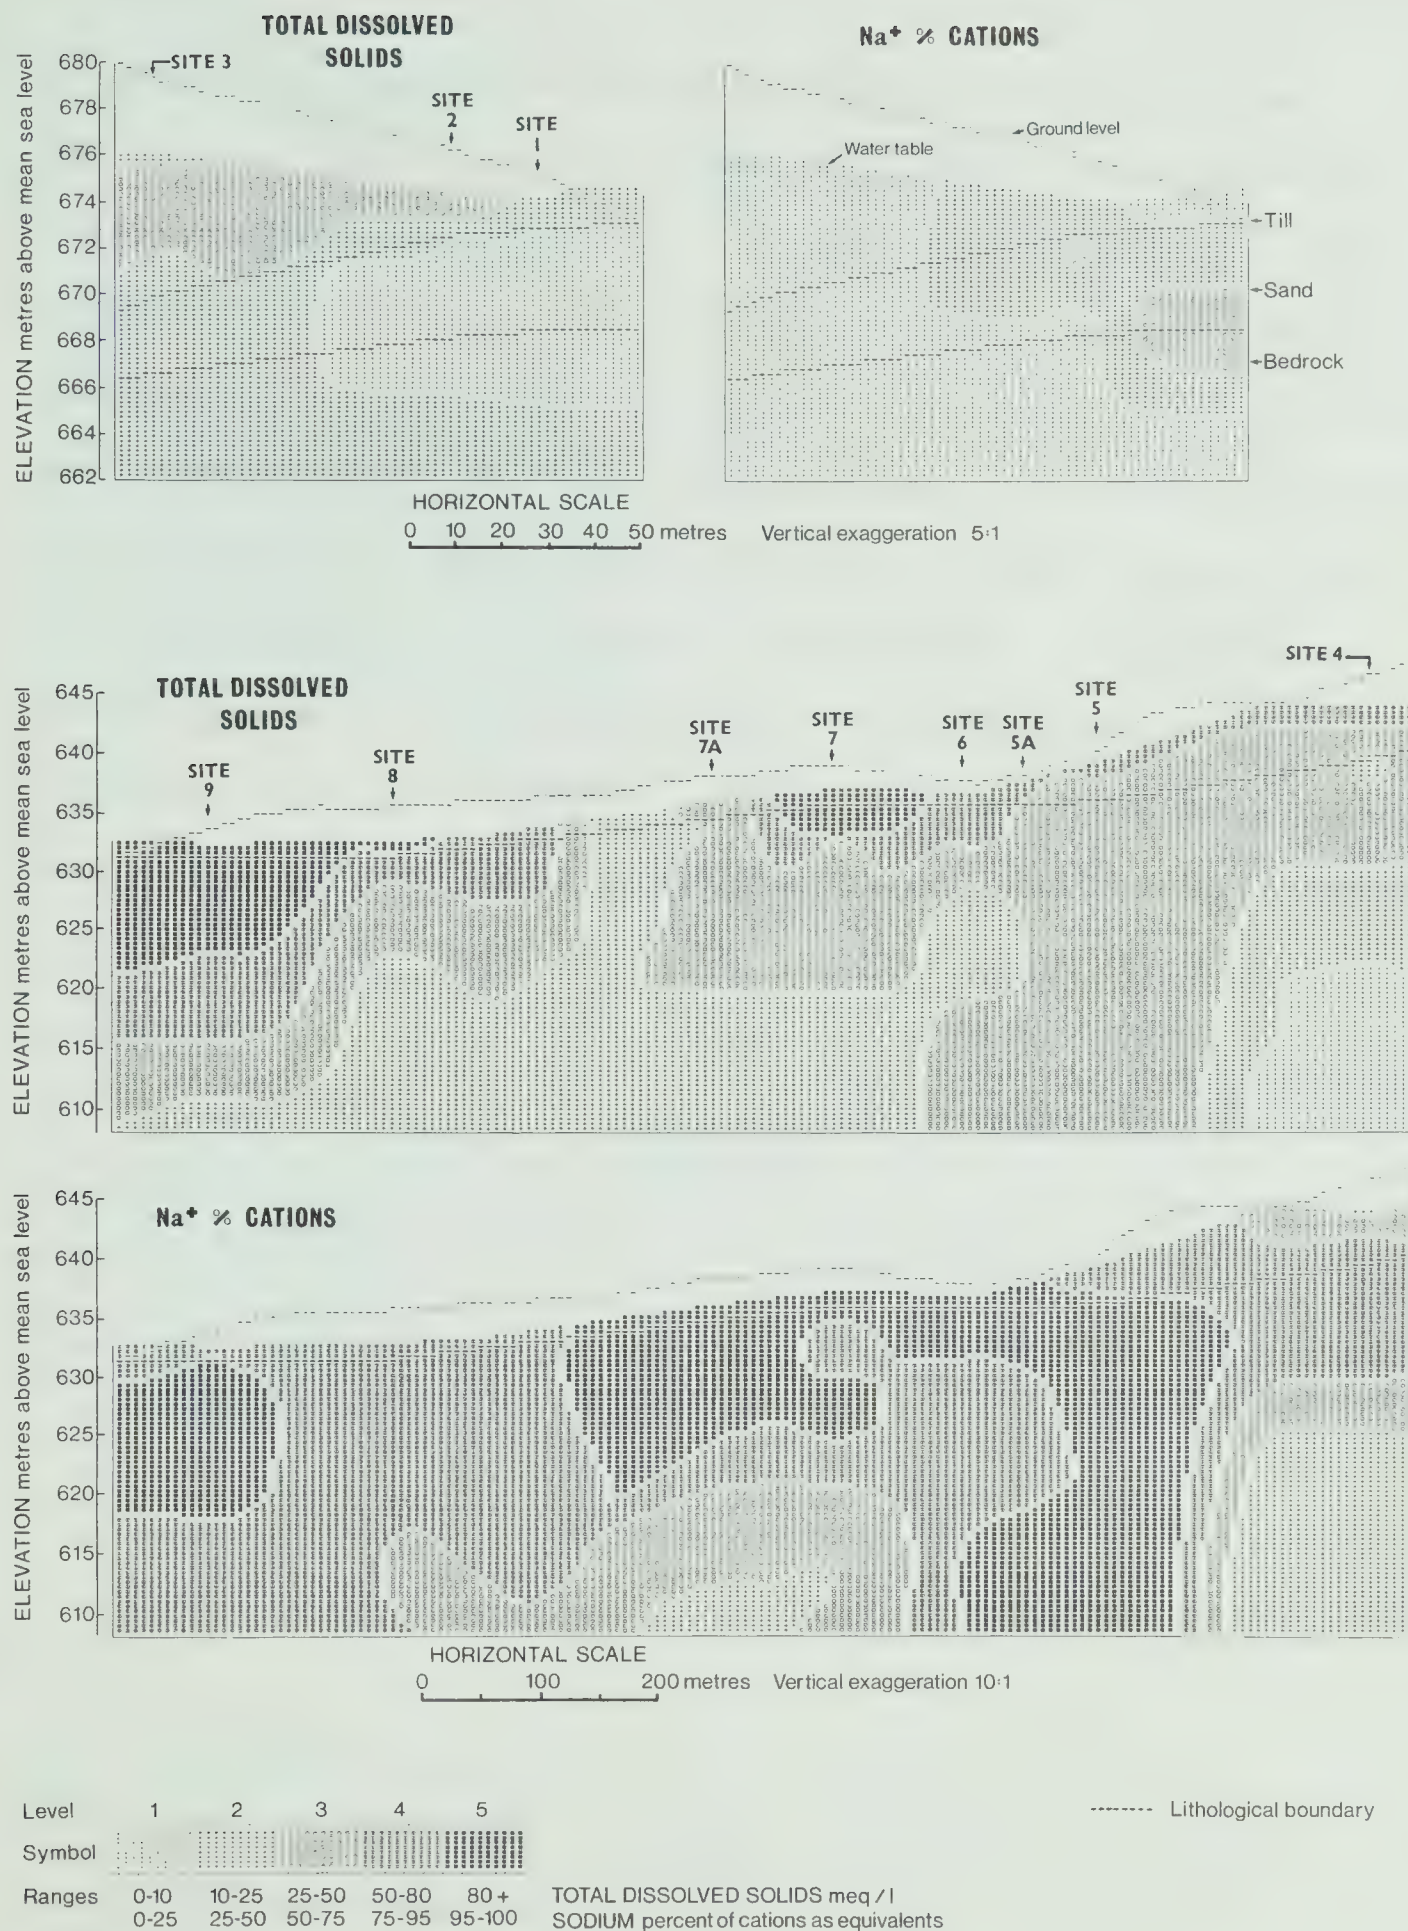 TOTAL DISSOLVED
SOLIDS
Na⁺ % CATIONS
ELEVATION metres above mean sea level
680
678
676
674
672
670
668
666
664
662
SITE 3
SITE
2
SITE
1
Ground level
Water table
Till
Sand
Bedrock
HORIZONTAL SCALE
0 10 20 30 40 50 metres Vertical exaggeration 5:1
TOTAL DISSOLVED
SOLIDS
ELEVATION metres above mean sea level
645
640
635
630
625
620
615
610
SITE
9
SITE
8
SITE
7A
SITE
7
SITE
6
SITE
5A
SITE
5
SITE 4
Na⁺ % CATIONS
ELEVATION metres above mean sea level
645
640
635
630
625
620
615
610
HORIZONTAL SCALE
0 100 200 metres Vertical exaggeration 10:1
Level 1 2 3 4 5
Symbol
Lithological boundary
Ranges 0-10 10-25 25-50 50-80 80+ TOTAL DISSOLVED SOLIDS meq / l
0-25 25-50 50-75 75-95 95-100 SODIUM percent of cations as equivalents